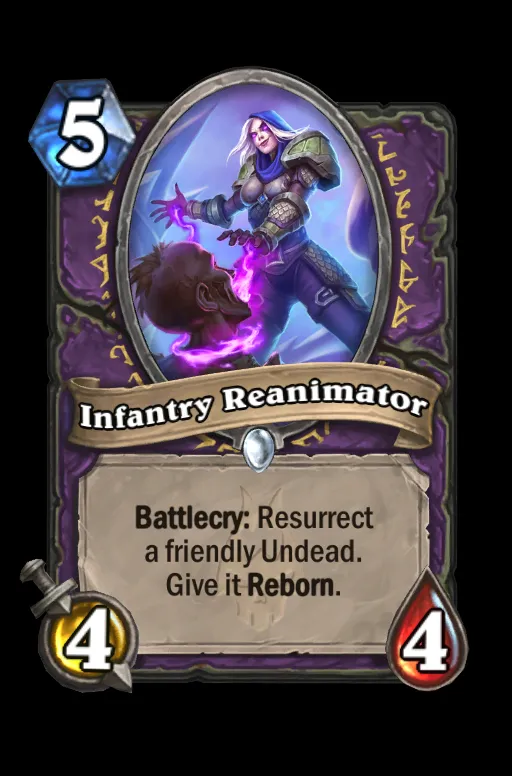 5
Infantry Reanimator
Battlecry: Resurrect
a friendly Undead.
Give it Reborn.
4
4